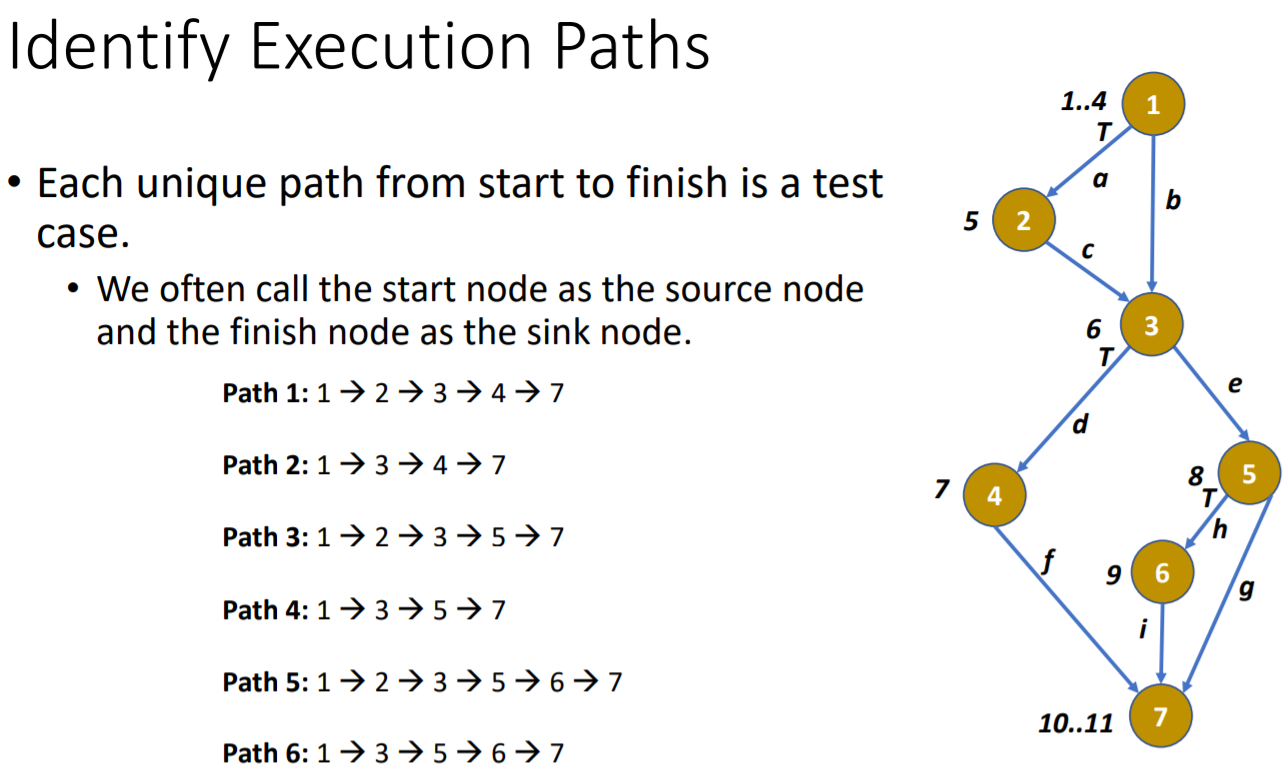 Identify Execution Paths
• Each unique path from start to finish is a test
case.
• We often call the start node as the source node
and the finish node as the sink node.
Path 1: 1 → 2 → 3 → 4 → 7
Path 2: 1 → 3 → 4 → 7
Path 3: 1 → 2 → 3 → 5 → 7
Path 4: 1 → 3 → 5 → 7
Path 5: 1 → 2 → 3 → 5 → 6 → 7
Path 6: 1 → 3 → 5 → 6 → 7
1..4 1
T
a
b
5 2
c
6 3
T
e
d
7 4
8 5
T
h
f
9 6
g
i
10..11 7